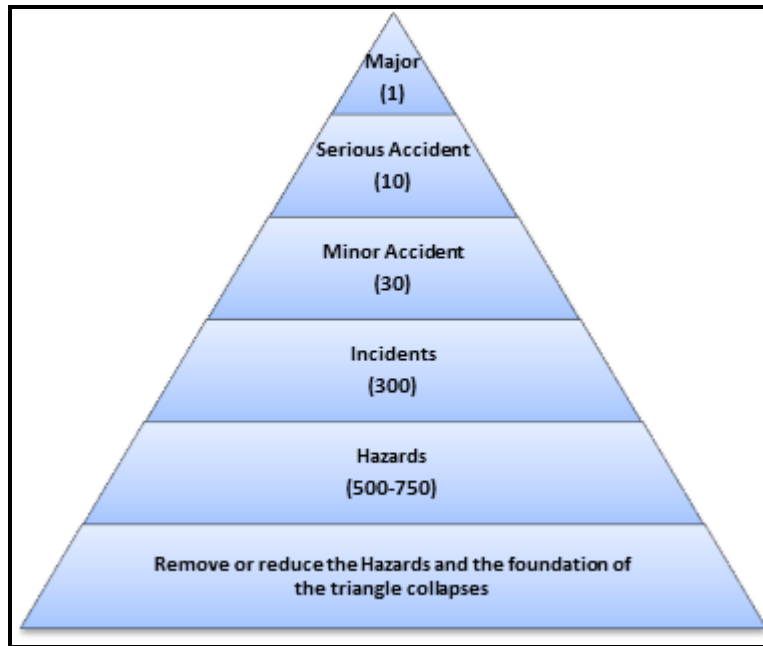 Major
(1)
Serious Accident
(10)
Minor Accident
(30)
Incidents
(300)
Hazards
(500-750)
Remove or reduce the Hazards and the foundation of
the triangle collapses